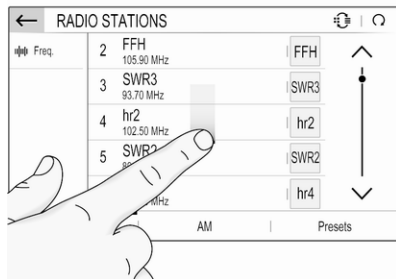 RADIO STATIONS
Freq.
2 FFH FFH
105.90 MHz
3 SWR3 SWR3
93.70 MHz
4 hr2 hr2
102.50 MHz
5 SWR2 SWR2
MHz hr4
AM Presets